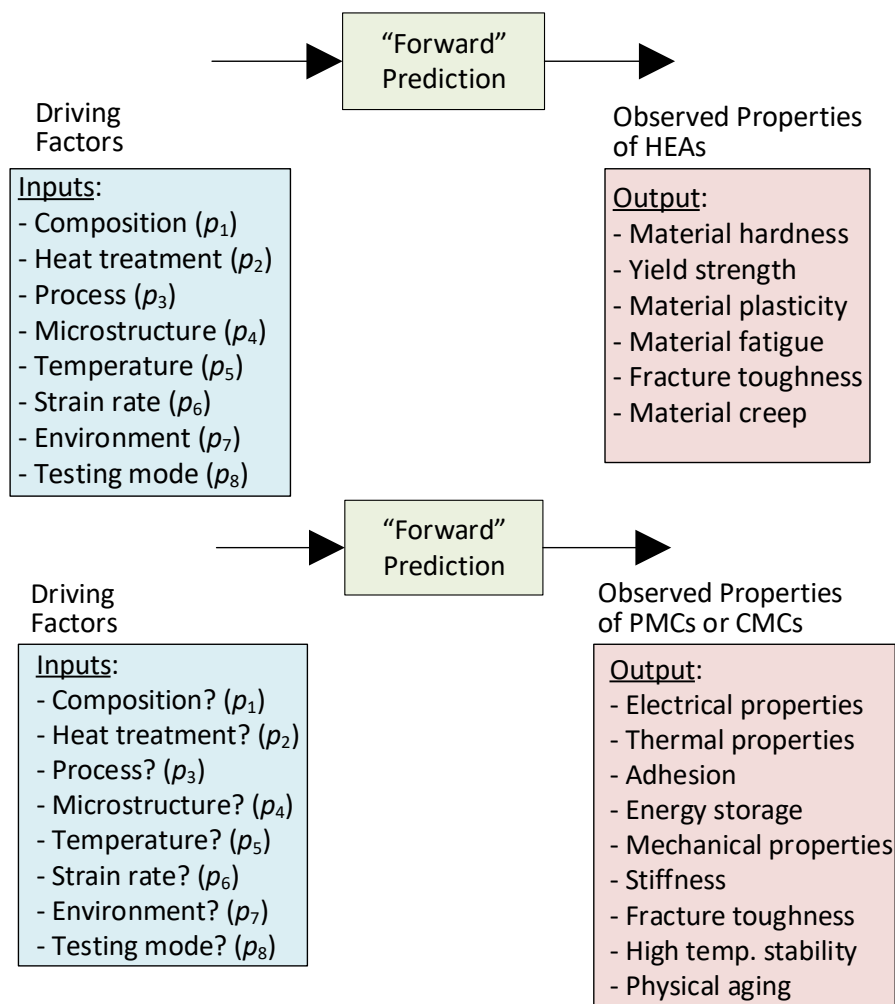 “Forward”
Prediction
Driving
Factors
Observed Properties
of HEAs
Inputs:
- Composition (p1)
- Heat treatment (p2)
- Process (p3)
- Microstructure (p4)
- Temperature (p5)
- Strain rate (p6)
- Environment (p7)
- Testing mode (p8)
Output:
- Material hardness
- Yield strength
- Material plasticity
- Material fatigue
- Fracture toughness
- Material creep
“Forward”
Prediction
Driving
Factors
Observed Properties
of PMCs or CMCs
Inputs:
- Composition? (p1)
- Heat treatment? (p2)
- Process? (p3)
- Microstructure? (p4)
- Temperature? (p5)
- Strain rate? (p6)
- Environment? (p7)
- Testing mode? (p8)
Output:
- Electrical properties
- Thermal properties
- Adhesion
- Energy storage
- Mechanical properties
- Stiffness
- Fracture toughness
- High temp. stability
- Physical aging